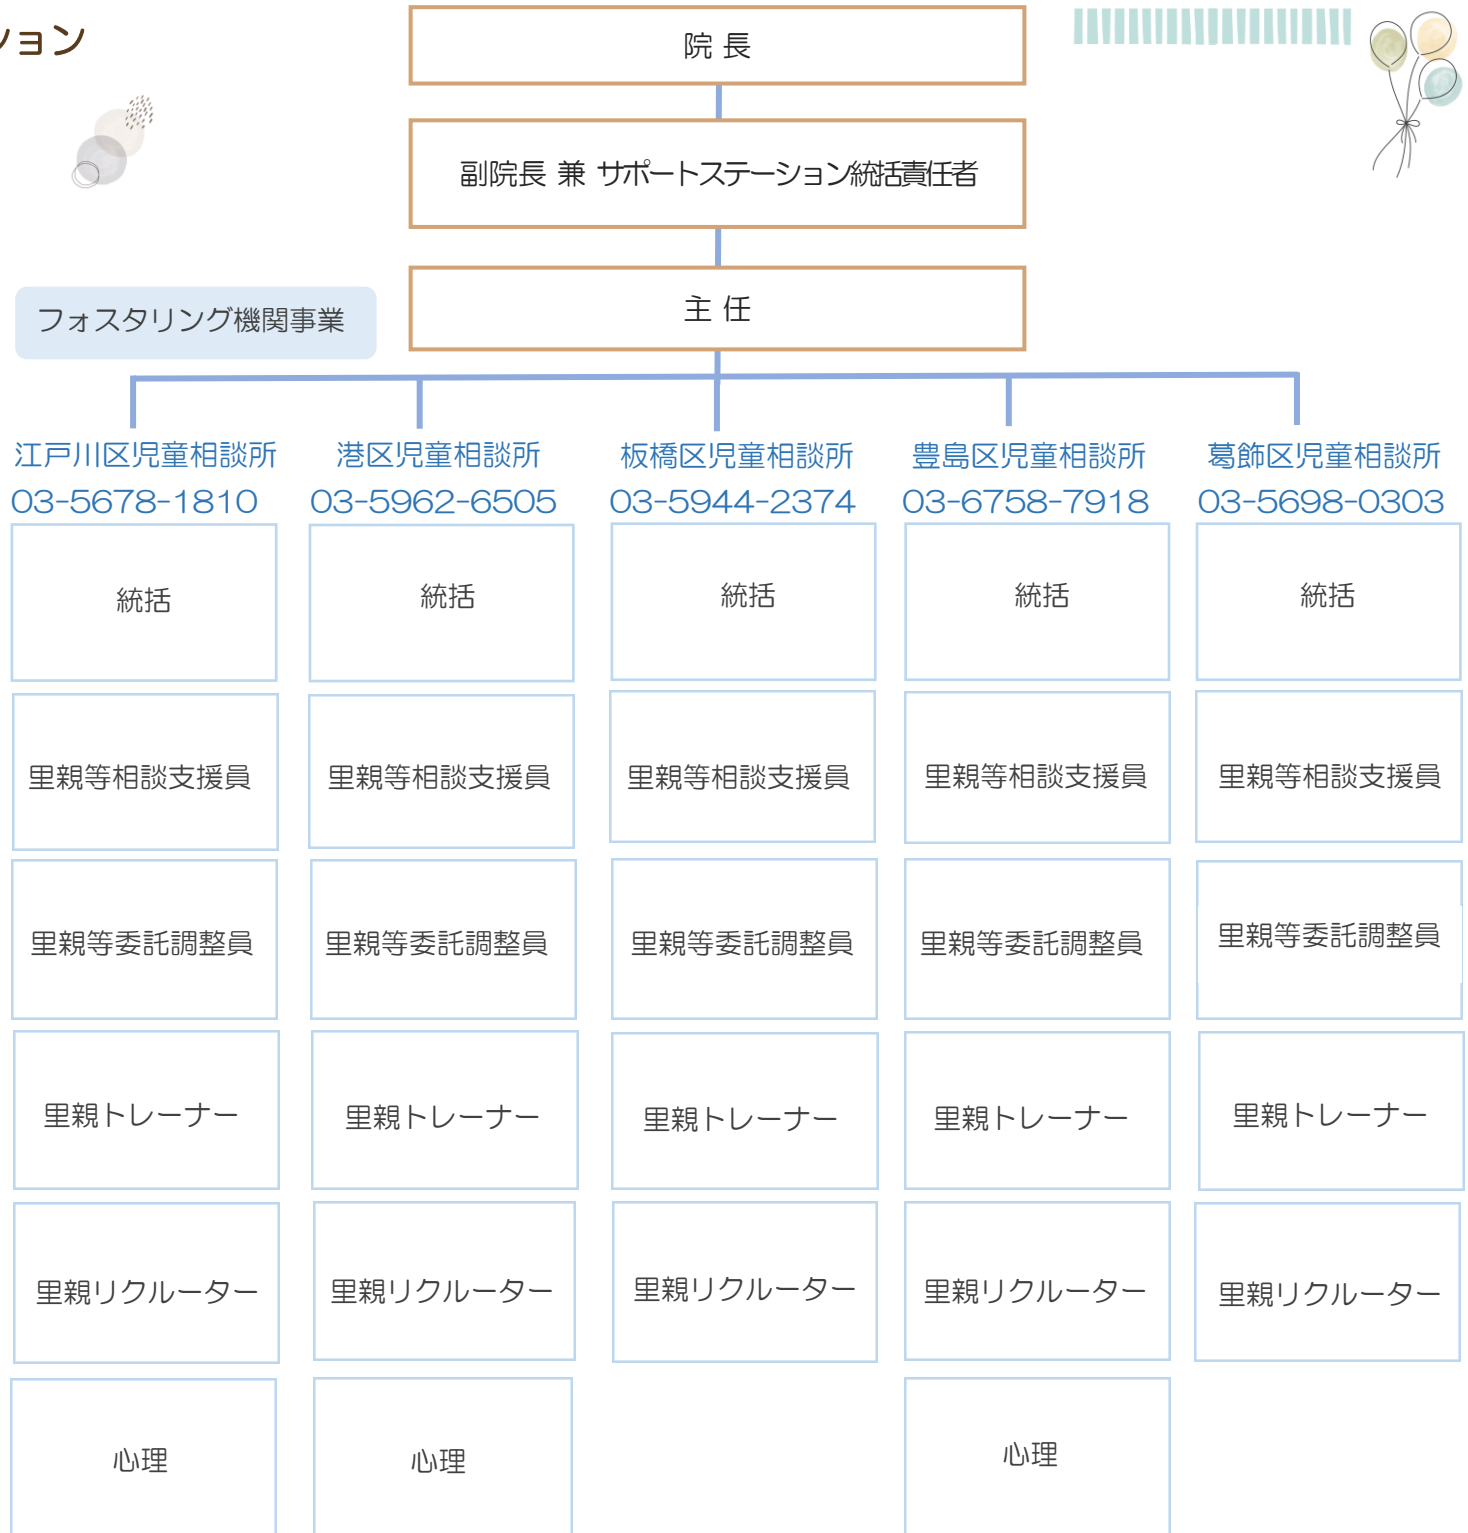 ション
院 長
副院長 兼 サポートステーション統括責任者
主 任
フォスタリング機関事業
江戸川区児童相談所 港区児童相談所 板橋区児童相談所 豊島区児童相談所 葛飾区児童相談所
03-5678-1810 03-5962-6505 03-5944-2374 03-6758-7918 03-5698-0303
統括 統括 統括 統括 統括
里親等相談支援員 里親等相談支援員 里親等相談支援員 里親等相談支援員 里親等相談支援員
里親等委託調整員 里親等委託調整員 里親等委託調整員 里親等委託調整員 里親等委託調整員
里親トレーナー 里親トレーナー 里親トレーナー 里親トレーナー 里親トレーナー
里親リクルーター 里親リクルーター 里親リクルーター 里親リクルーター 里親リクルーター
心理 心理 心理